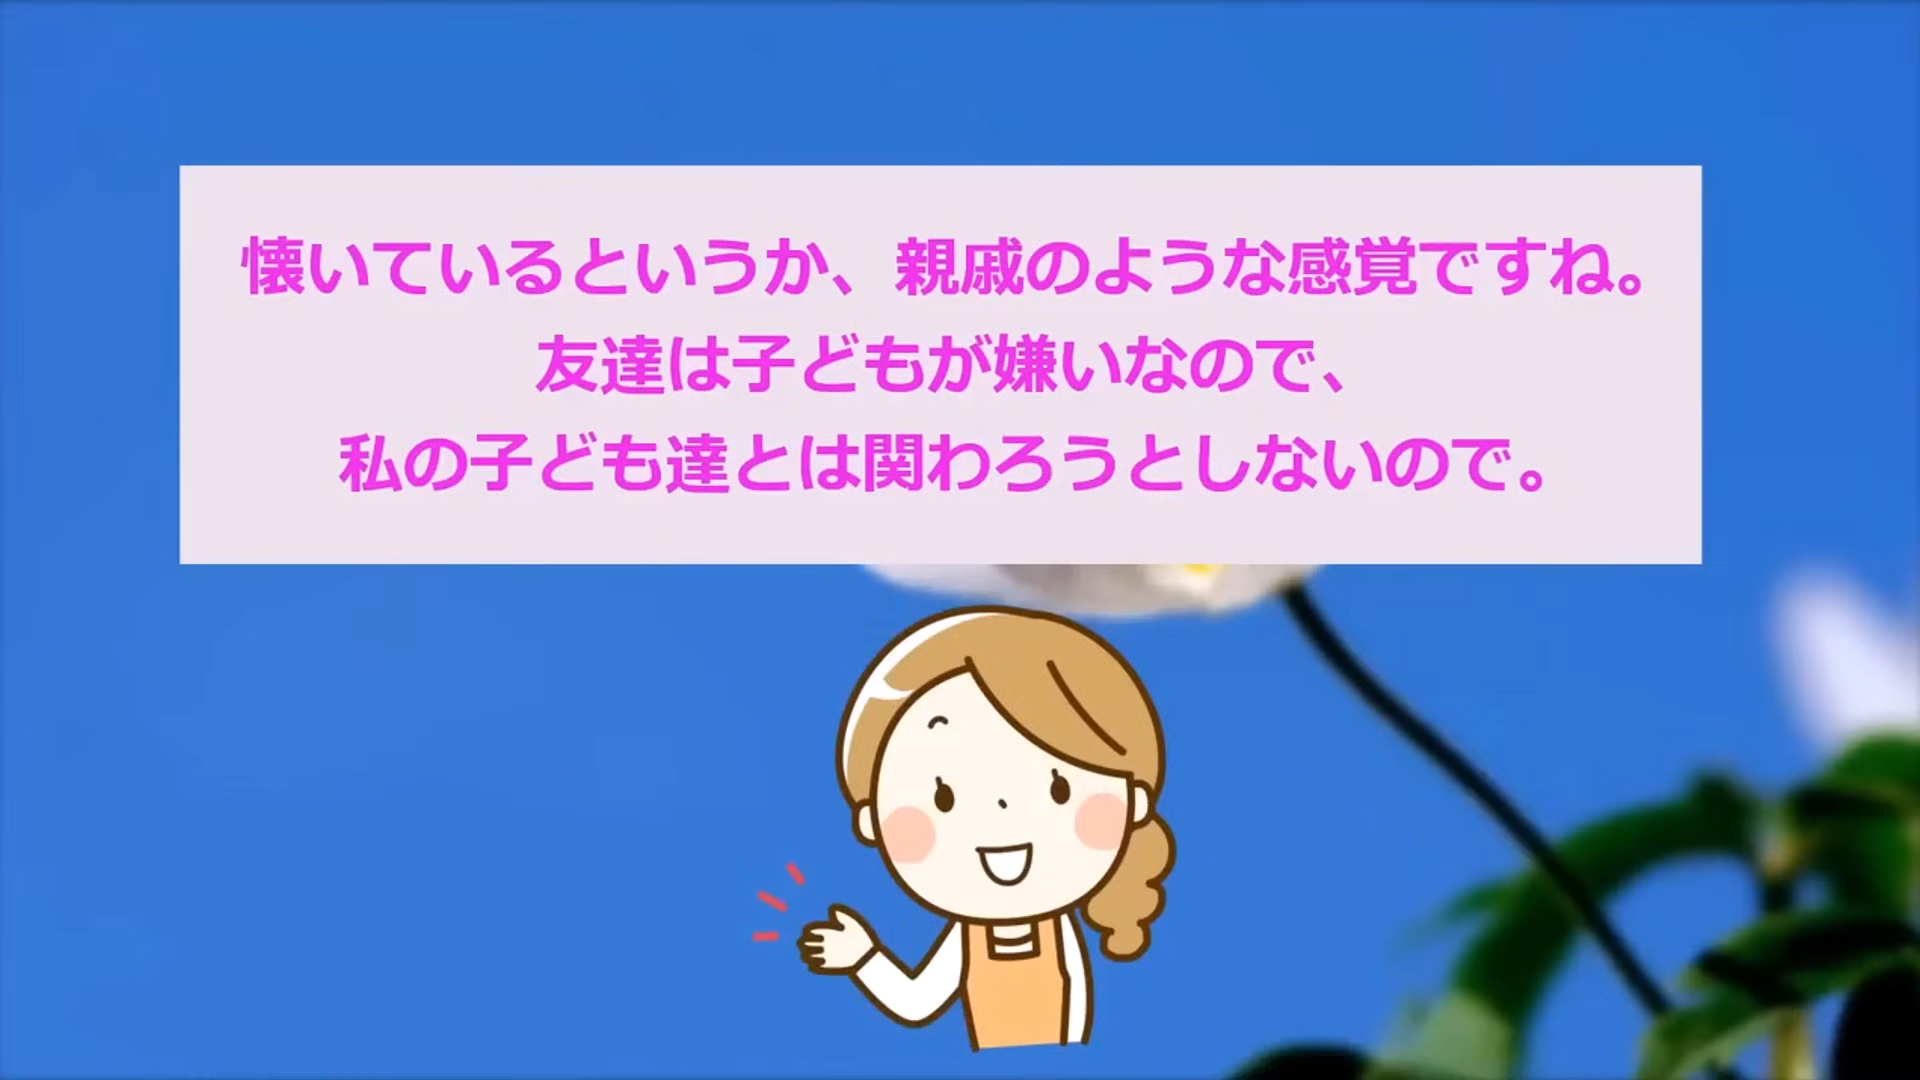 懐いているというか、親戚のような感覚ですね。
友達は子どもが嫌いなので、
私の子ども達とは関わろうとしないので。